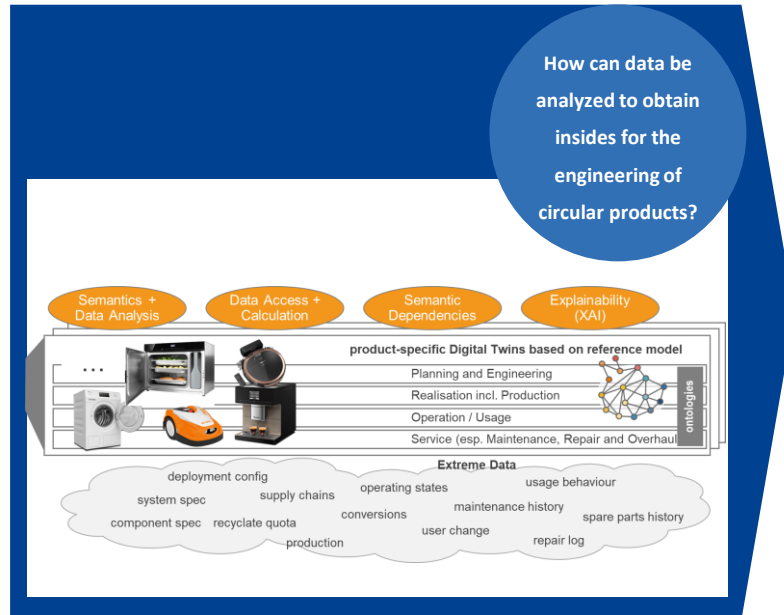 How can data be
analyzed to obtain
insides for the
engineering of
circular products?
Semantics +
Data Analysis
Data Access +
Calculation
Semantic
Dependencies
Explainability
(XAI)
product-specific Digital Twins based on reference model
...
Planning and Engineering
Realisation incl. Production
Operation / Usage
Service (esp. Maintenance, Repair and Overhaul
ontologies
Extreme Data
deployment config
usage behaviour
operating states
supply chains
system spec
maintenance history
conversions
spare parts history
component spec
recyclate quota
user change
production
repair log